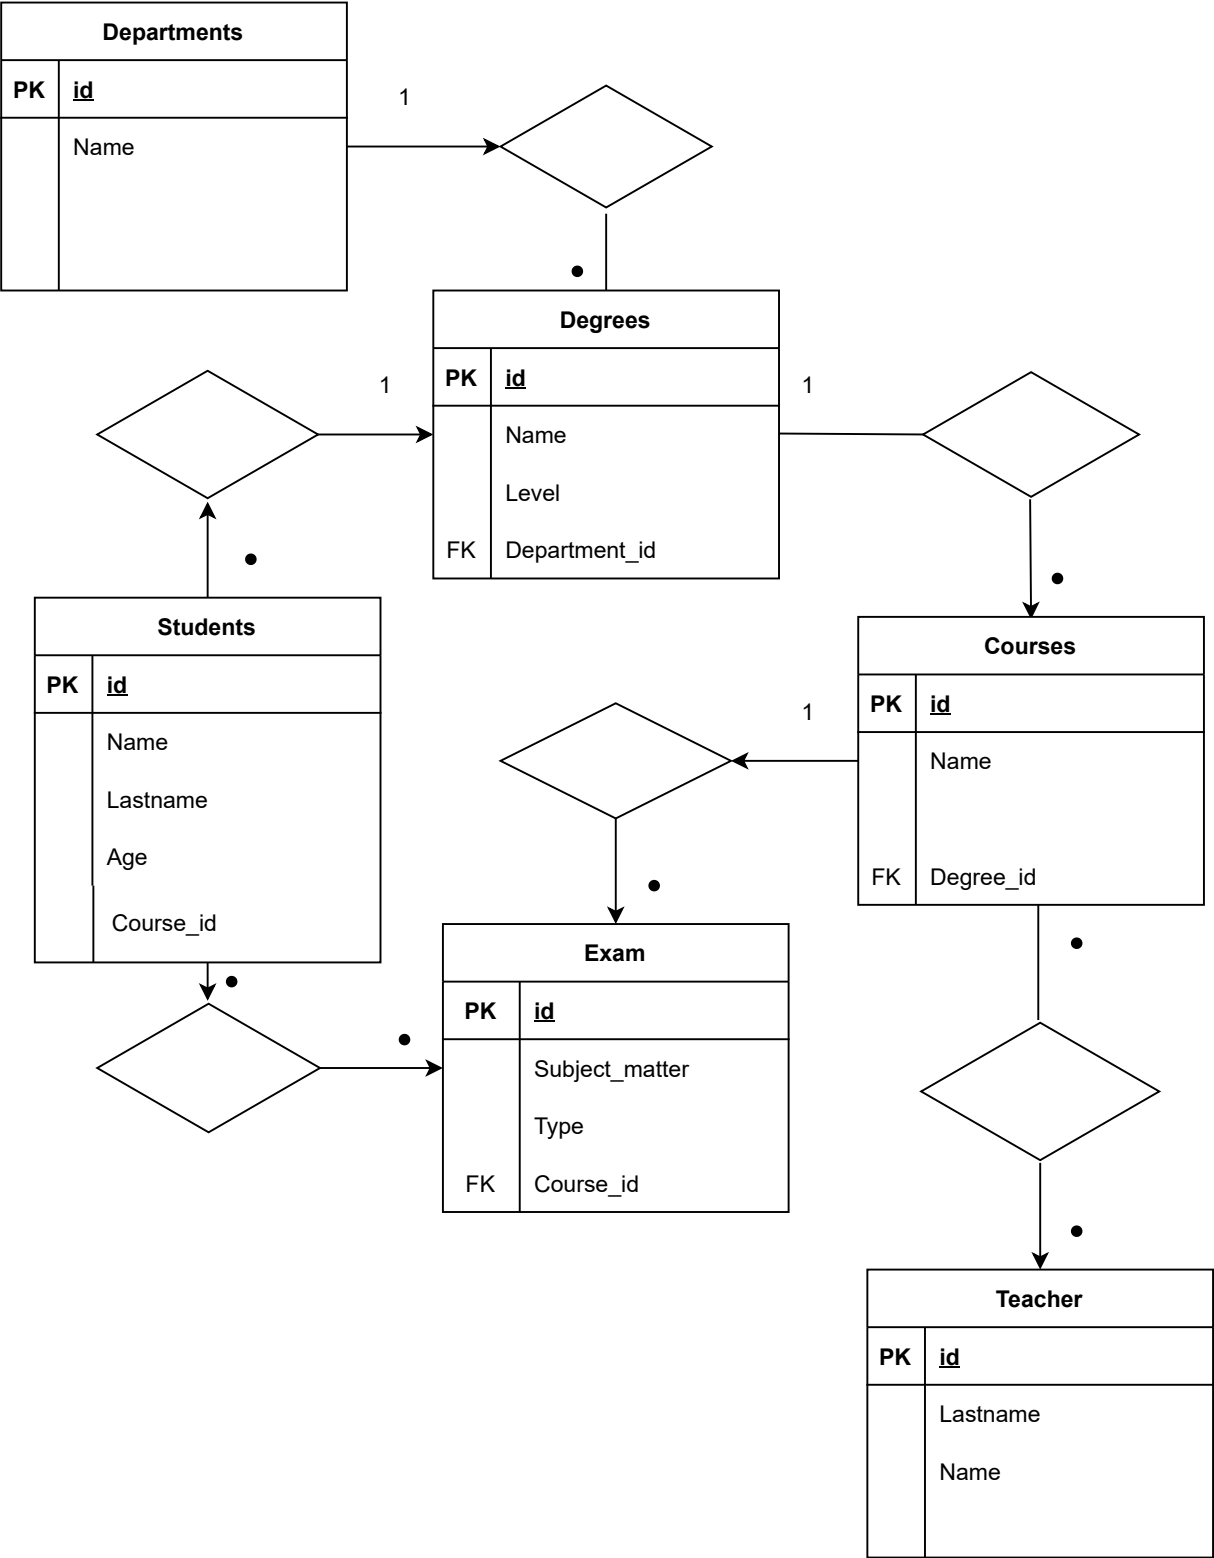 Departments
PK id
Name
1
•
Degrees
PK id
Name
Level
FK Department_id
1
1
•
•
Students
PK id
Name
Lastname
Age
Course_id
Courses
PK id
Name
FK Degree_id
1
•
•
•
•
Exam
PK id
Subject_matter
Type
FK Course_id
•
Teacher
PK id
Lastname
Name